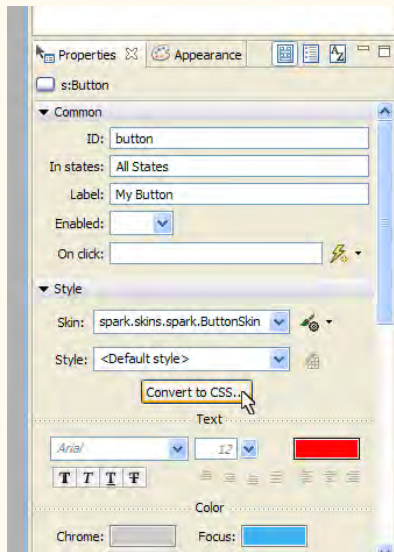 Properties Appearance
s:Button
Common
ID: button
In states: All States
Label: My Button
Enabled:
On click:
Style
Skin: spark.skins.spark.ButtonSkin
Style: <Default style>
Convert to CSS...
Text
Arial 12
T T T T
Color
Chrome: Focus: